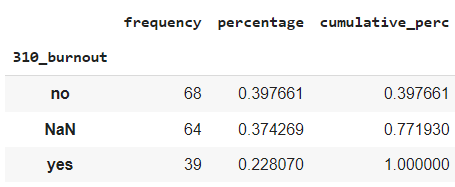 frequency percentage cumulative_perc
310_burnout
no 68 0.397661 0.397661
NaN 64 0.374269 0.771930
yes 39 0.228070 1.000000